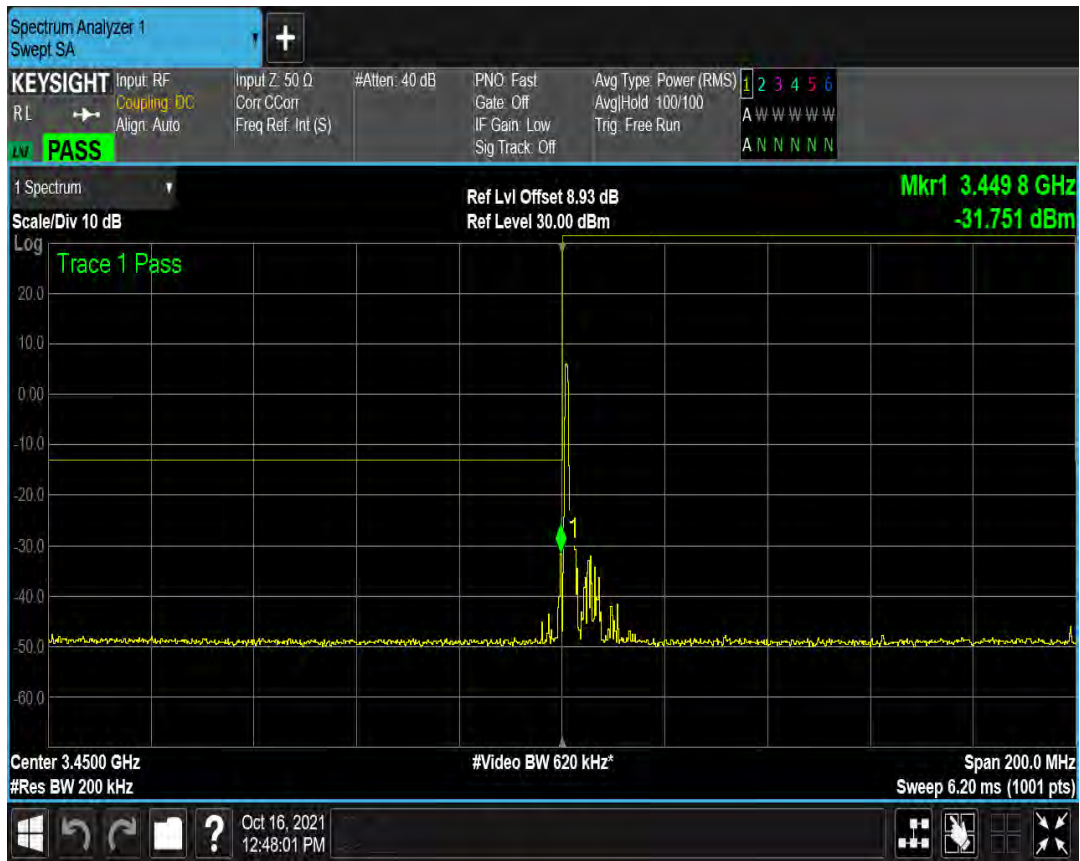 Spectrum Analyzer 1
Swept SA
+
KEYSIGHT Input: RF Input Z: 50 Ω #Atten: 40 dB PNO: Fast Avg Type: Power (RMS) 1 2 3 4 5 6
RL Coupling: DC Corr CCorr Gate: Off Avg|Hold: 100/100 A W W W W W
Align: Auto Freq Ref: Int (S) IF Gain: Low Trig: Free Run
PASS Sig Track: Off A N N N N N
1 Spectrum Ref Lvl Offset 8.93 dB Mkr1 3.449 8 GHz
Scale/Div 10 dB Ref Level 30.00 dBm -31.751 dBm
Log
Trace 1 Pass
20.0
10.0
0.00
-10.0
-20.0
1
-30.0
-40.0
-50.0
-60.0
Center 3.4500 GHz #Video BW 620 kHz* Span 200.0 MHz
#Res BW 200 kHz Sweep 6.20 ms (1001 pts)
? Oct 16, 2021
12:48:01 PM